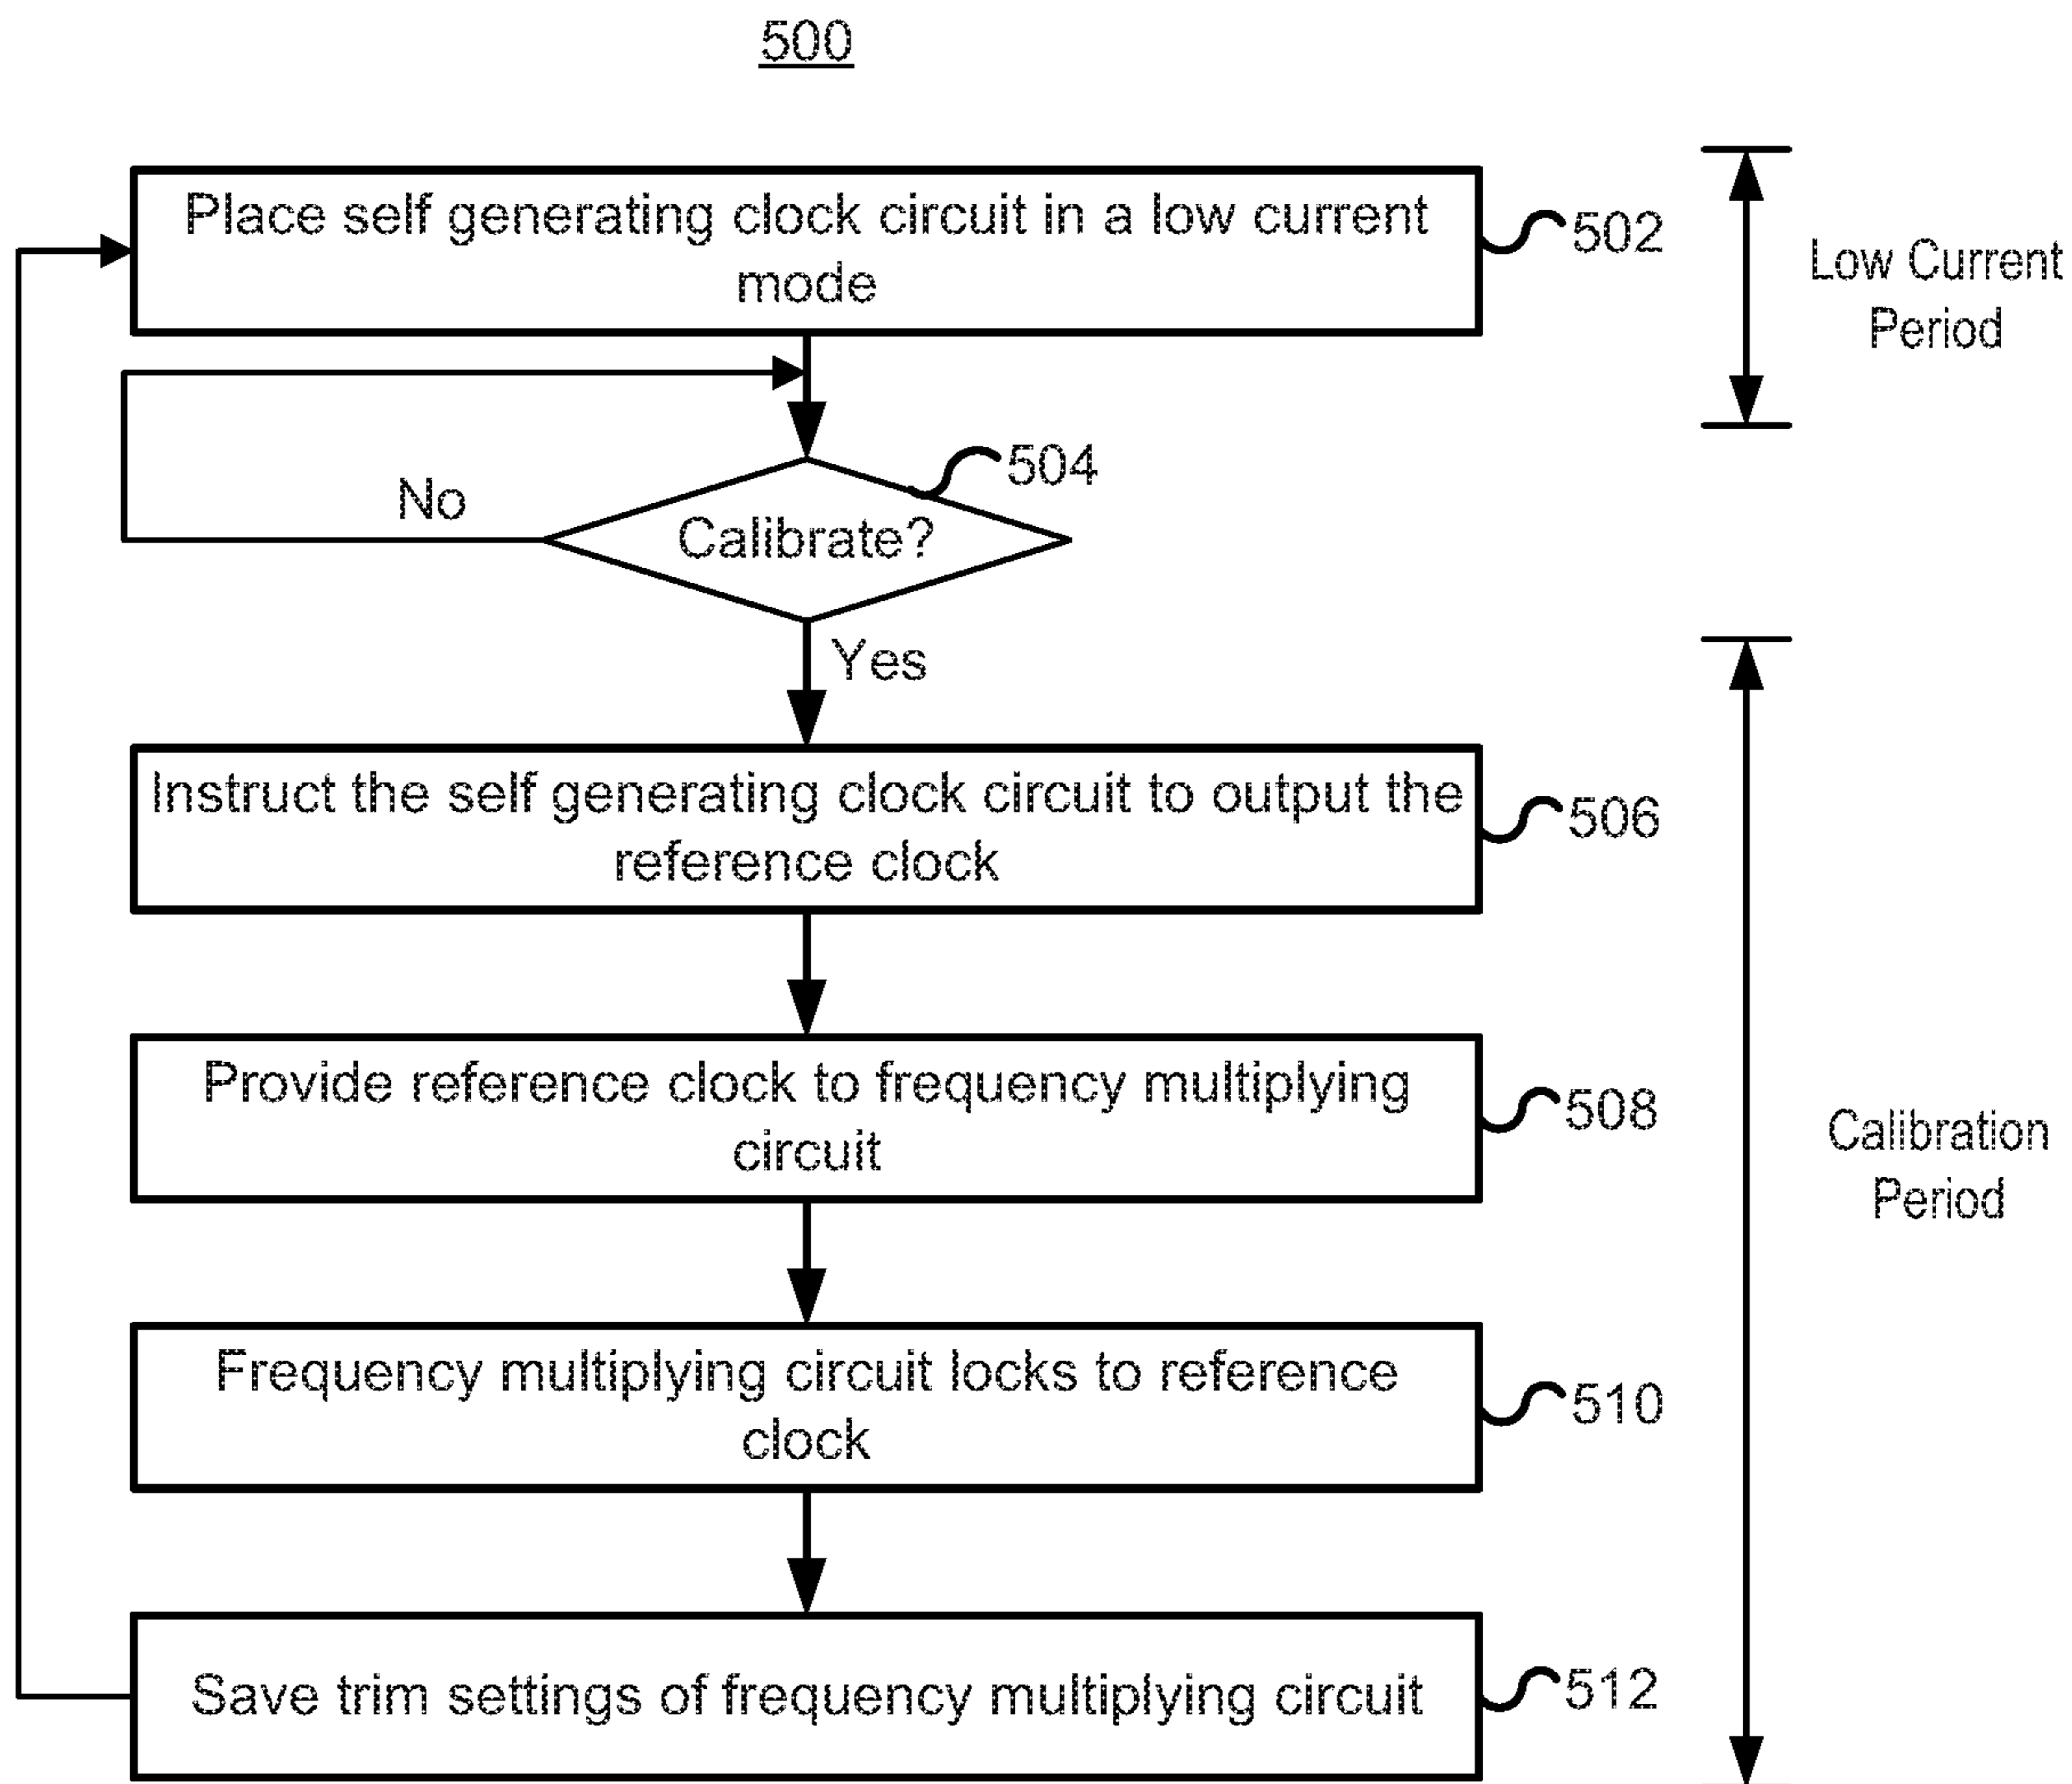 500
Place self generating clock circuit in a low current
mode
502
Low Current
Period
504
No
Calibrate?
Yes
Instruct the self generating clock circuit to output the
reference clock
506
Provide reference clock to frequency multiplying
circuit
508
Calibration
Period
Frequency multiplying circuit locks to reference
clock
510
Save trim settings of frequency multiplying circuit
512